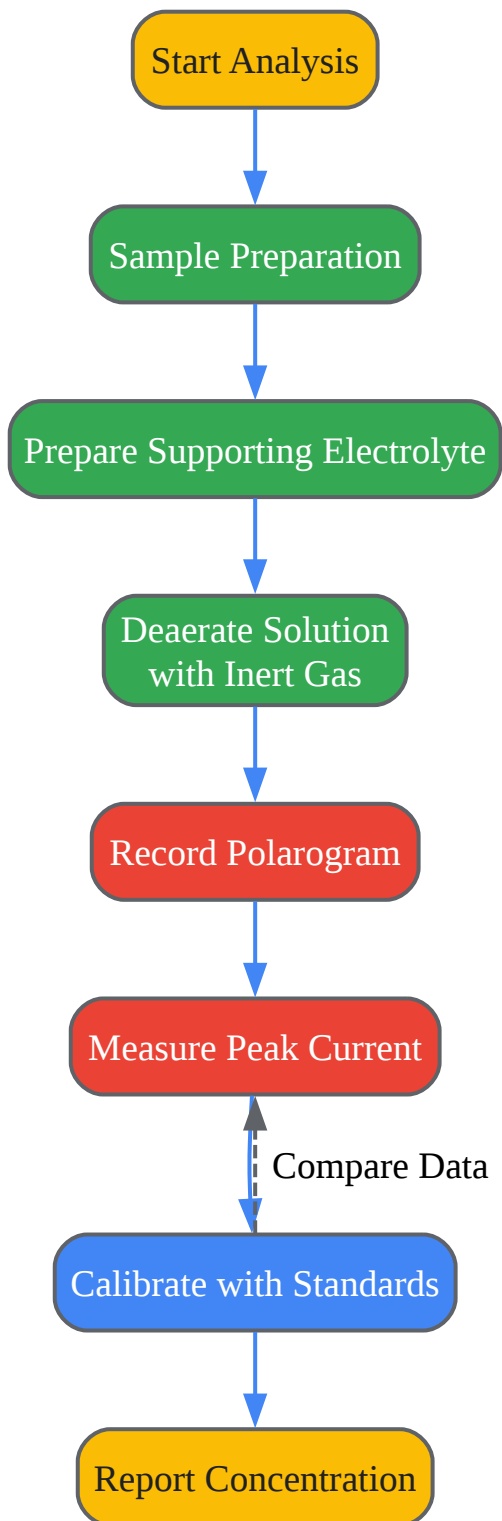 Start Analysis
Sample Preparation
Prepare Supporting Electrolyte
Deaerate Solution
with Inert Gas
Record Polarogram
Measure Peak Current
Compare Data
Calibrate with Standards
Report Concentration